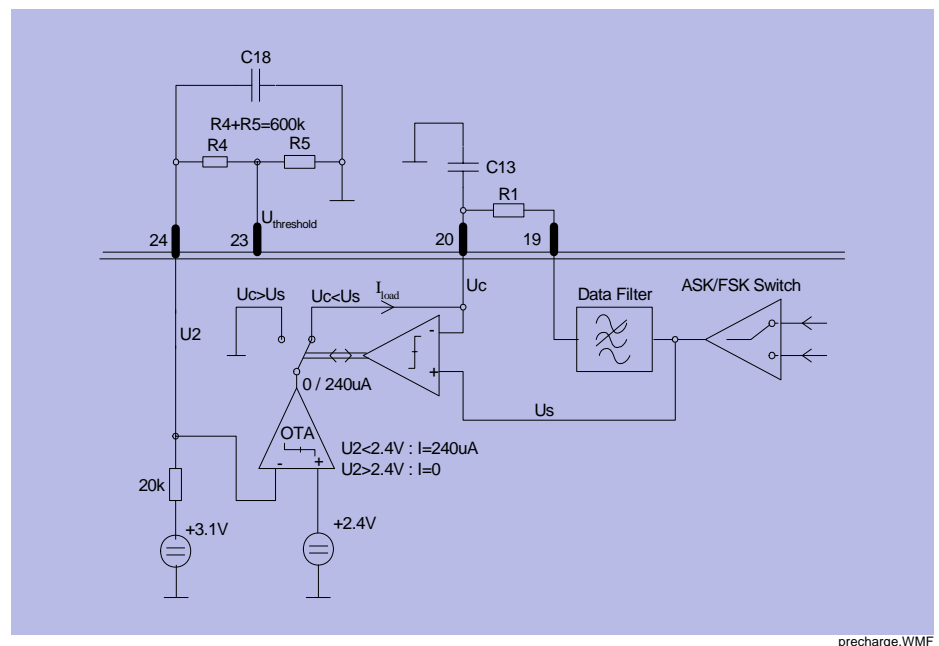 C18
R4+R5=600k
R4
R5
C13
R1
Uthreshold
24
23
20
19
Uc>Us
Uc<Us
Iload
Uc
Data Filter
ASK/FSK Switch
U2
-
+
0 / 240uA
Us
OTA
U2<2.4V : I=240uA
U2>2.4V : I=0
-
+
20k
+3.1V
+2.4V
precharge.WMF